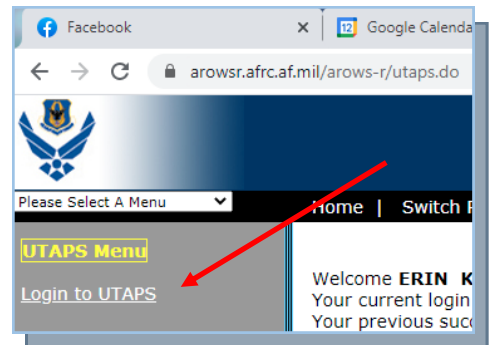 Facebook
12 Google Calenda
arowsr.afrc.af.mil/arows-r/utaps.do
Please Select A Menu
Home | Switch
UTAPS Menu
Login to UTAPS
Welcome ERIN K
Your current login
Your previous suc